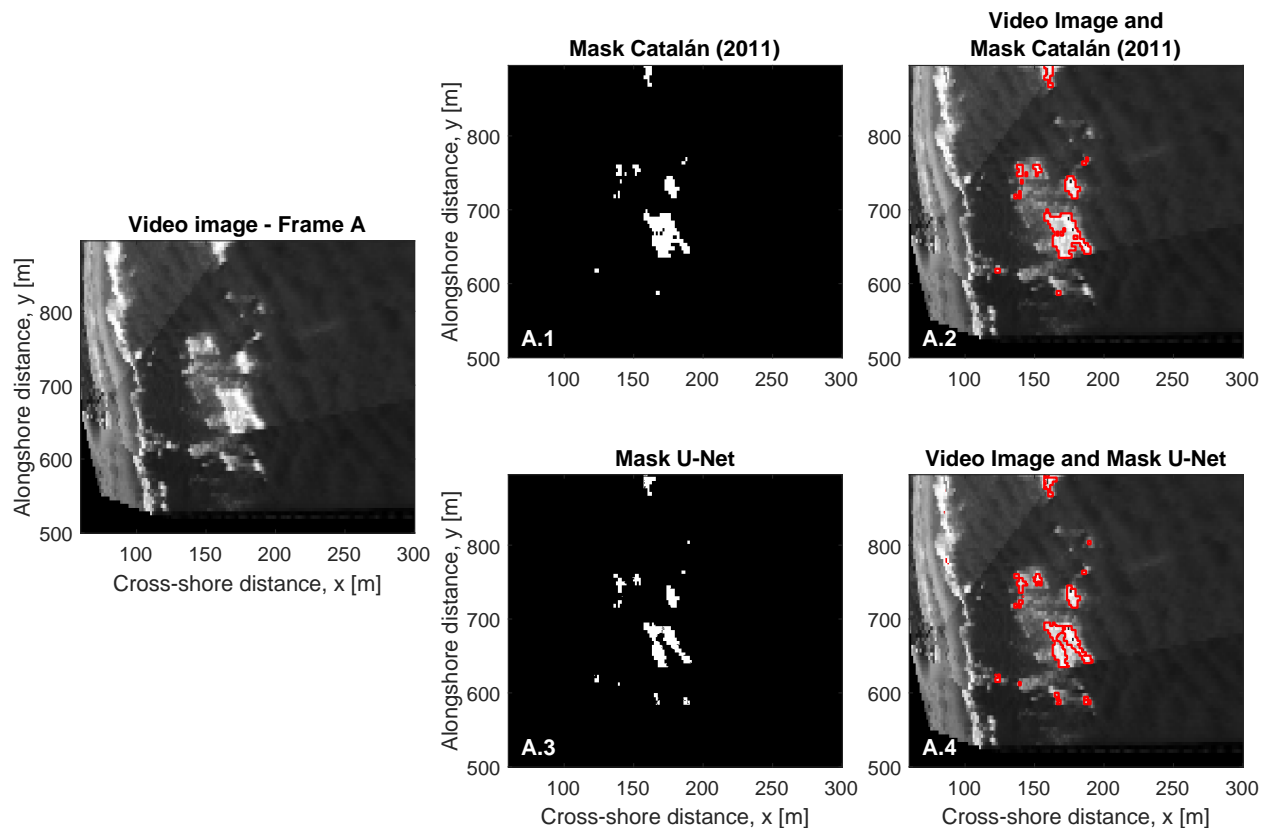 Video image - Frame A
Alongshore distance, y [m]
800
700
600
500
100
150
200
250
300
Cross-shore distance, x [m]
Mask Catalán (2011)
Alongshore distance, y [m]
800
700
600
500
A.1
100
150
200
250
300
Video Image and
Mask Catalán (2011)
800
700
600
500
A.2
100
150
200
250
300
Mask U-Net
Alongshore distance, y [m]
800
700
600
500
A.3
100
150
200
250
300
Cross-shore distance, x [m]
Video Image and Mask U-Net
800
700
600
500
A.4
100
150
200
250
300
Cross-shore distance, x [m]